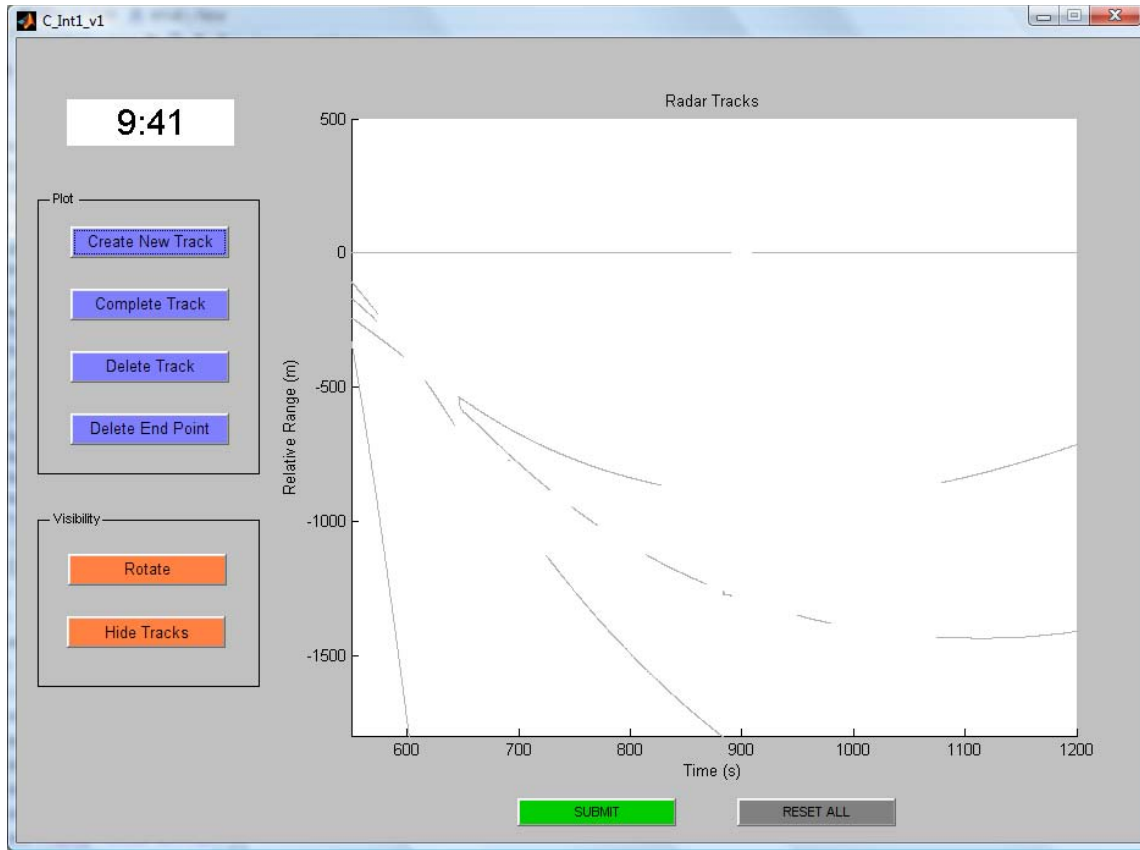 C_Int1_v1
9:41
Plot
Create New Track
Complete Track
Delete Track
Delete End Point
Visibility
Rotate
Hide Tracks
Radar Tracks
500
0
-500
-1000
-1500
Relative Range (m)
600 700 800 900 1000 1100 1200
Time (s)
SUBMIT RESET ALL